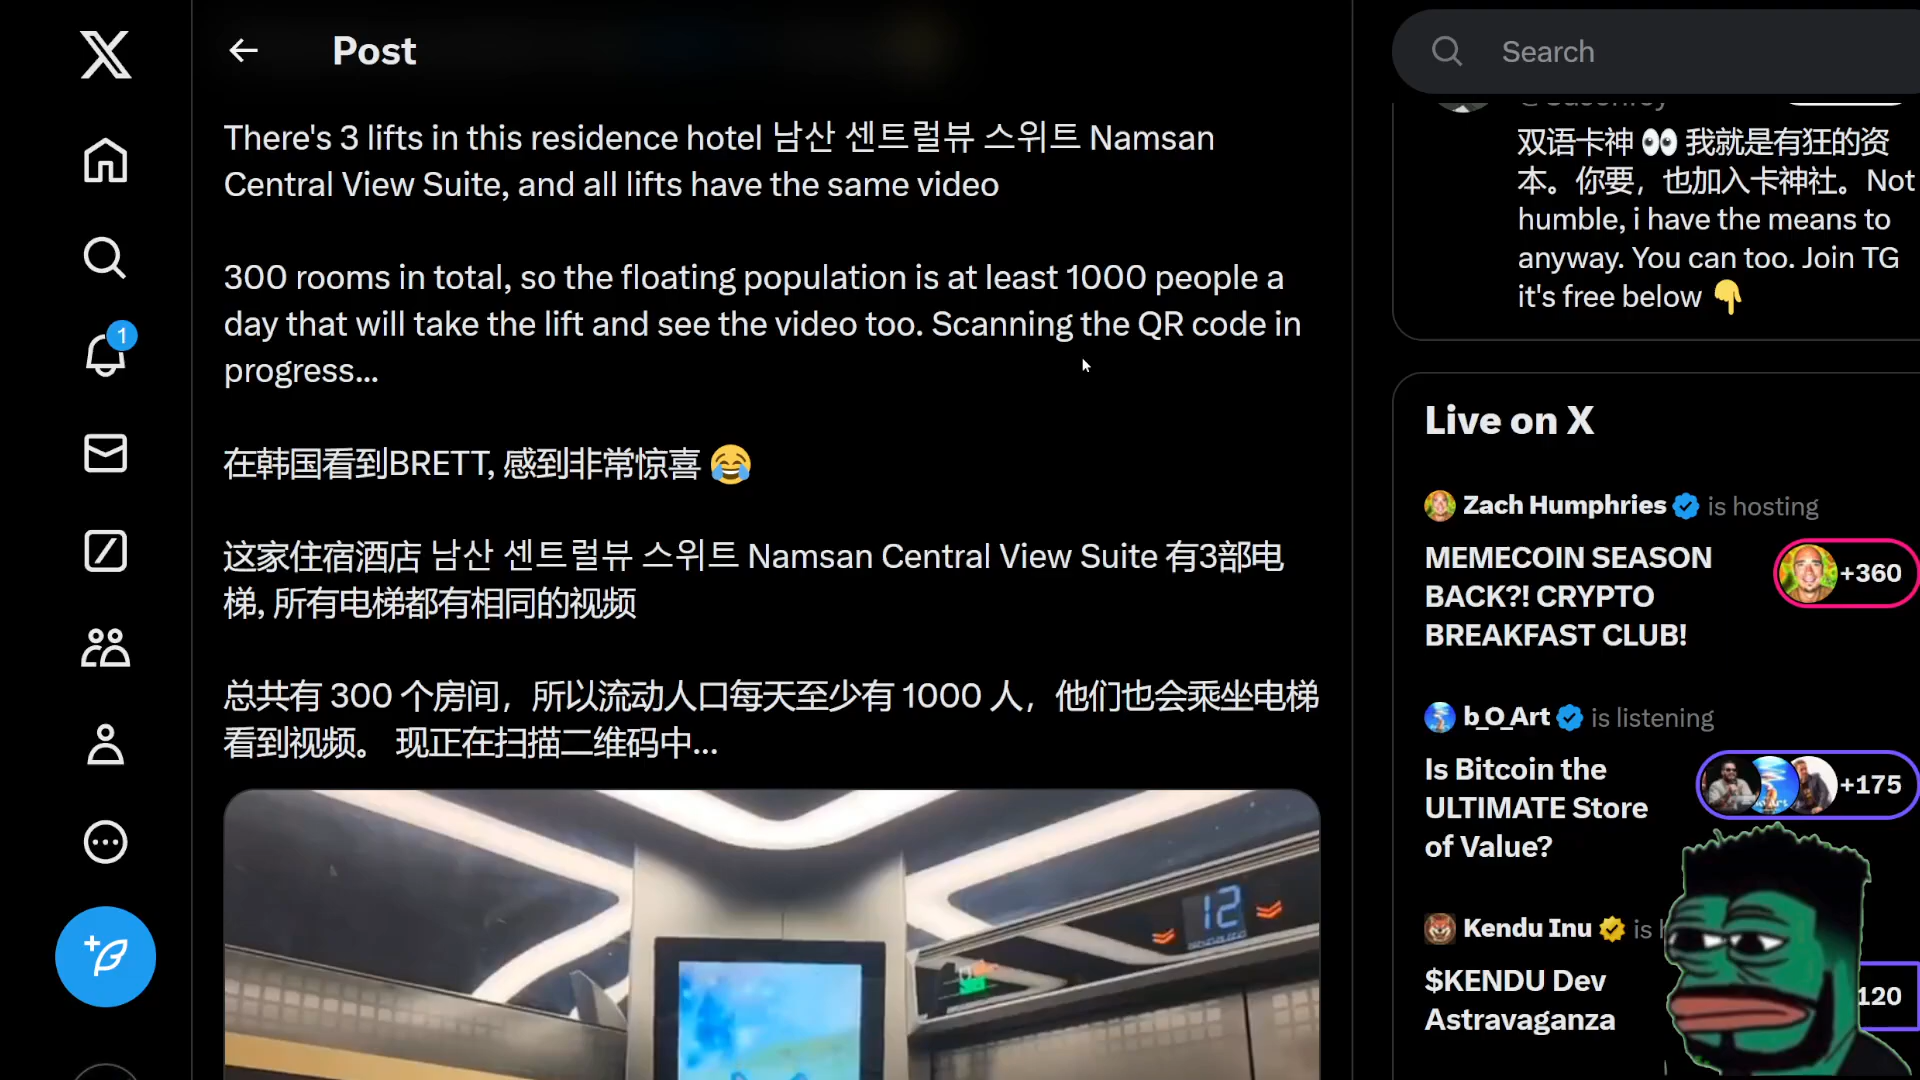 Post
There's 3 lifts in this residence hotel 남산 센트럴뷰 스위트 Namsan
Central View Suite, and all lifts have the same video
300 rooms in total, so the floating population is at least 1000 people a
day that will take the lift and see the video too. Scanning the QR code in
progress...
在韩国看到BRETT, 感到非常惊喜 😂
这家住宿酒店 남산 센트럴뷰 스위트 Namsan Central View Suite 有3部电
梯, 所有电梯都有相同的视频
总共有 300 个房间，所以流动人口每天至少有 1000 人，他们也会乘坐电梯
看到视频。 现正在扫描二维码中...
12
1
Search
双语卡神 👀 我就是有狂的资
本。你要，也加入卡神社。Not
humble, i have the means to
anyway. You can too. Join TG
it's free below 👇
Live on X
Zach Humphries is hosting
MEMECOIN SEASON
BACK?! CRYPTO
BREAKFAST CLUB!
+360
b_O_Art is listening
Is Bitcoin the
ULTIMATE Store
of Value?
+175
Kendu Inu is
$KENDU Dev
Astravaganza
120